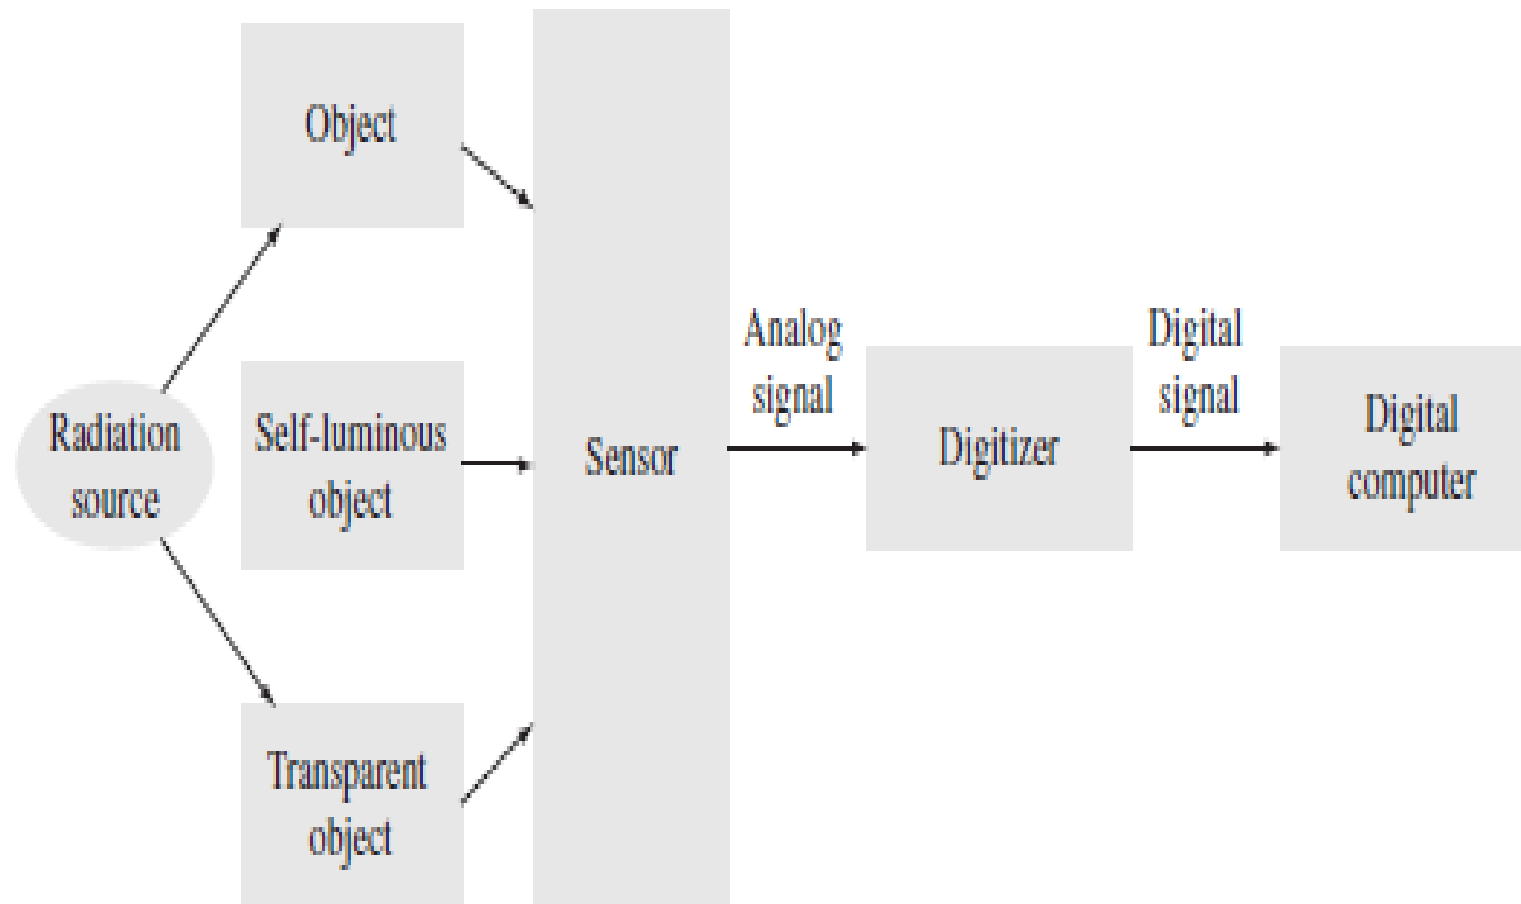 Object
Radiation
source
Self-luminous
object
Transparent
object
Sensor
Analog
signal
Digitizer
Digital
signal
Digital
computer